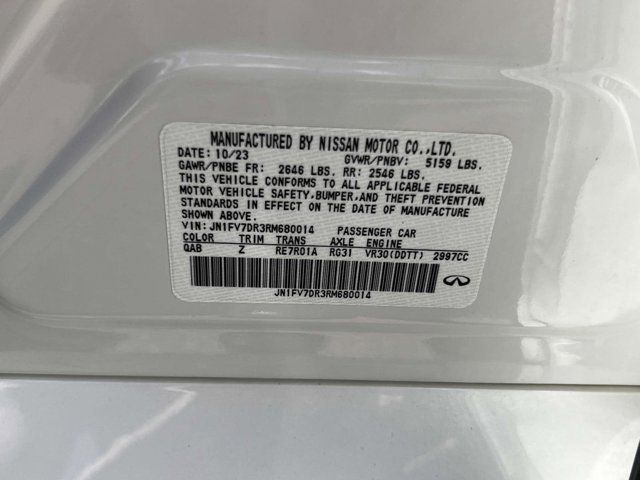 MANUFACTURED BY NISSAN MOTOR CO.,LTD.
DATE: 10/23 GVWR/PNBV: 5159 LBS.
GAWR/PNBE FR: 2646 LBS. RR: 2546 LBS.
THIS VEHICLE CONFORMS TO ALL APPLICABLE FEDERAL
MOTOR VEHICLE SAFETY,BUMPER,AND THEFT PREVENTION
STANDARDS IN EFFECT ON THE DATE OF MANUFACTURE
SHOWN ABOVE.
VIN: JN1FV7DR3RM680014 PASSENGER CAR
COLOR TRIM TRANS AXLE ENGINE
QAB Z RE7R01A RG31 VR30(DDTT) 2997CC
JN1FV7DR3RM680014